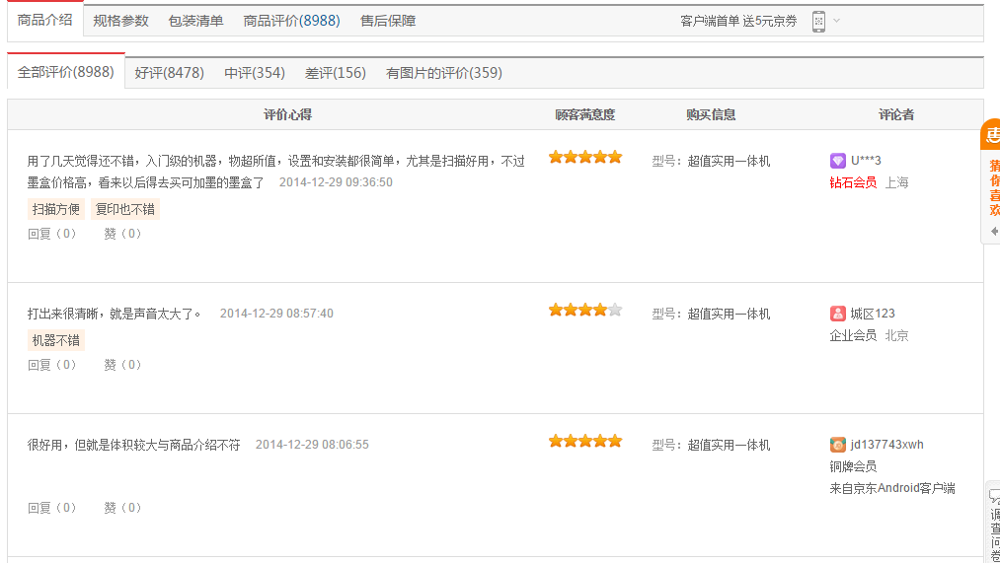 商品介绍 规格参数 包装清单 商品评价(8988) 售后保障 客户端首单 送5元京券
全部评价(8988) 好评(8478) 中评(354) 差评(156) 有图片的评价(359)
评价心得 顾客满意度 购买信息 评论者
用了几天觉得还不错，入门级的机器，物超所值，设置和安装都很简单，尤其是扫描好用，不过
墨盒价格高，看来以后得去买可加墨的墨盒了 2014-12-29 09:36:50
型号：超值实用一体机
U***3
钻石会员 上海
扫描方便 复印也不错
回复（0） 赞（0）
打出来很清晰，就是声音太大了。 2014-12-29 08:57:40
型号：超值实用一体机
城区123
企业会员 北京
机器不错
回复（0） 赞（0）
很好用，但就是体积较大与商品介绍不符 2014-12-29 08:06:55
型号：超值实用一体机
jd137743xwh
铜牌会员
来自京东Android客户端
回复（0） 赞（0）
惠
猜你喜欢
调查问卷